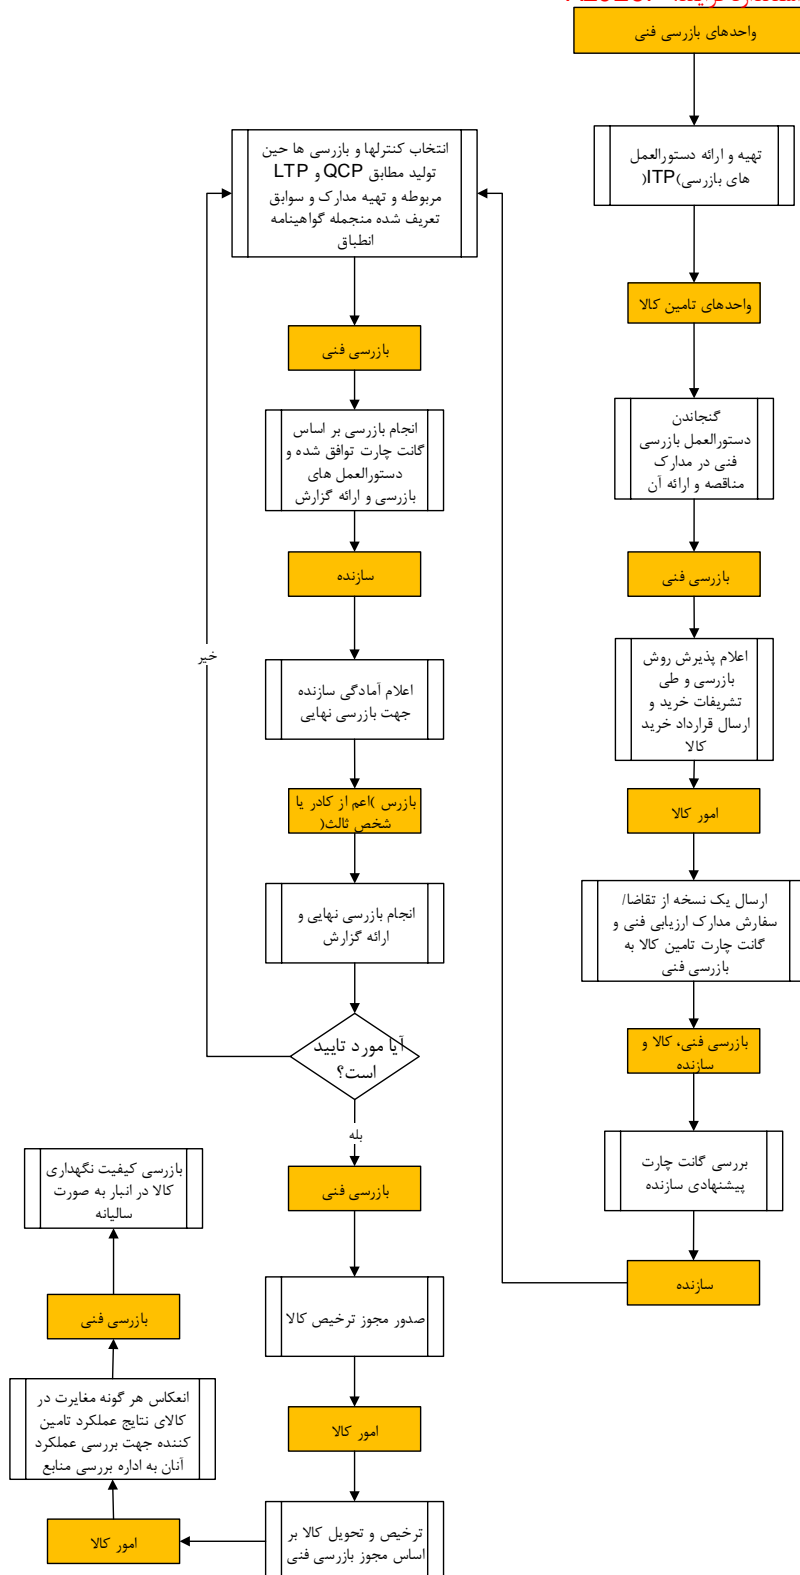 واحدهای بازرسی فنی
تهیه و ارائه دستورالعمل
های بازرسی)ITP(
واحدهای تامین کالا
گنجاندن
دستورالعمل بازرسی
فنی در مدارک
مناقصه و ارائه آن
بازرسی فنی
اعلام پذیرش روش
بازرسی و طی
تشریفات خرید و
ارسال قرارداد خرید
کالا
امور کالا
ارسال یک نسخه از تقاضا/
سفارش مدارک ارزیابی فنی و
گانت چارت تامین کالا به
بازرسی فنی
بازرسی فنی، کالا و
سازنده
بررسی گانت چارت
پیشنهادی سازنده
سازنده
انتخاب کنترلها و بازرسی ها حین
تولید مطابق QCP و LTP
مربوطه و تهیه مدارک و سوابق
تعریف شده منجمله گواهینامه
انطباق
بازرسی فنی
انجام بازرسی بر اساس
گانت چارت توافق شده و
دستورالعمل های
بازرسی و ارائه گزارش
سازنده
اعلام آمادگی سازنده
جهت بازرسی نهایی
بازرس )اعم از کادر یا
شخص ثالث(
انجام بازرسی نهایی و
ارائه گزارش
آیا مورد تایید
است؟
خیر
بله
بازرسی فنی
صدور مجوز ترخیص کالا
امور کالا
ترخیص و تحویل کالا بر
اساس مجوز بازرسی فنی
امور کالا
انعکاس هر گونه مغایرت در
کالای نتایج عملکرد تامین
کننده جهت بررسی عملکرد
آنان به اداره بررسی منابع
بازرسی فنی
بازرسی کیفیت نگهداری
کالا در انبار به صورت
سالیانه